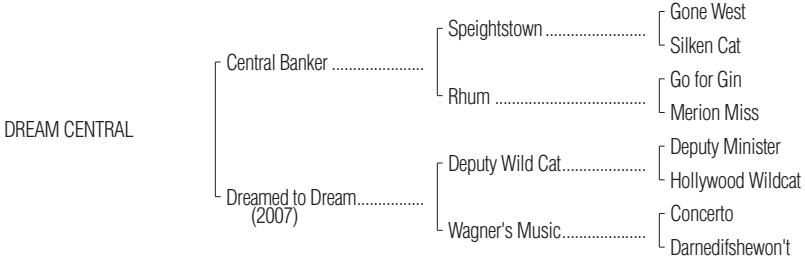 Gone West
Speightstown
Silken Cat
Central Banker
Go for Gin
Rhum
Merion Miss
DREAM CENTRAL
Deputy Minister
Deputy Wild Cat
Hollywood Wildcat
Dreamed to Dream
(2007)
Concerto
Wagner's Music
Darnedifshewon't